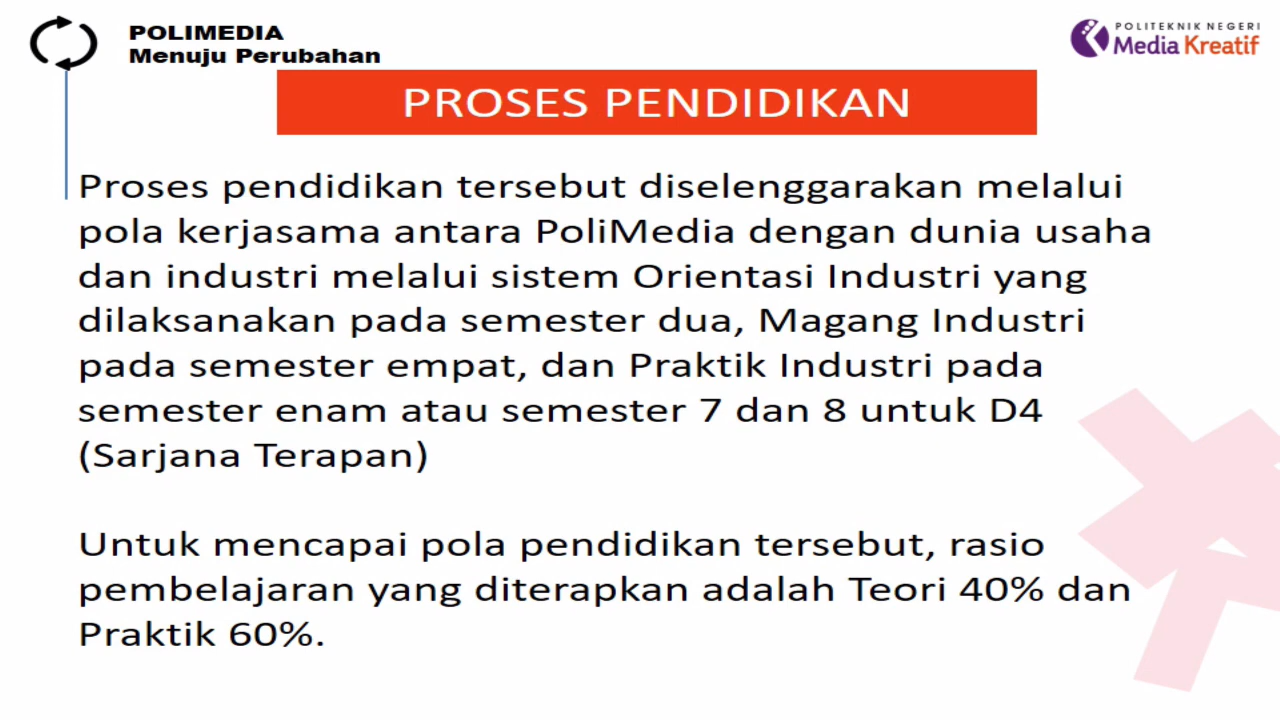 POLIMEDIA
Menuju Perubahan
POLITEKNIK NEGERI
Media Kreatif
PROSES PENDIDIKAN
Proses pendidikan tersebut diselenggarakan melalui
pola kerjasama antara PoliMedia dengan dunia usaha
dan industri melalui sistem Orientasi Industri yang
dilaksanakan pada semester dua, Magang Industri
pada semester empat, dan Praktik Industri pada
semester enam atau semester 7 dan 8 untuk D4
(Sarjana Terapan)
Untuk mencapai pola pendidikan tersebut, rasio
pembelajaran yang diterapkan adalah Teori 40% dan
Praktik 60%.